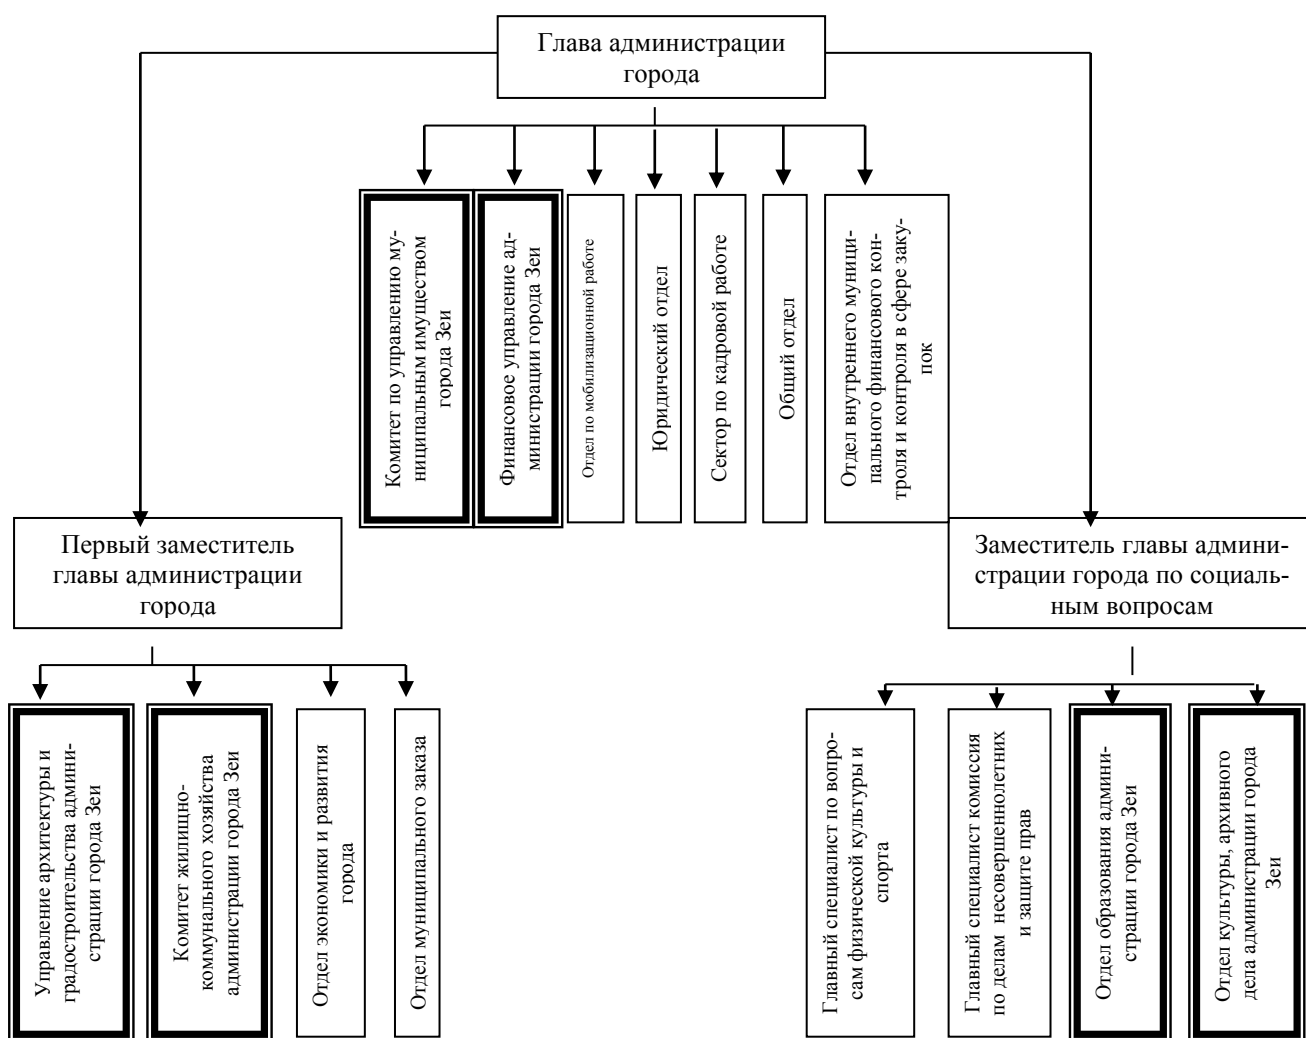 Глава администрации
города
Комитет по управлению му-
ниципальным имуществом
города Зеи
Финансовое управление ад-
министрации города Зеи
Отдел по мобилизационной работе
Юридический отдел
Сектор по кадровой работе
Общий отдел
Отдел внутреннего муници-
пального финансового кон-
троля и контроля в сфере заку-
пок
Первый заместитель
главы администрации
города
Заместитель главы админи-
страции города по социаль-
ным вопросам
Управление архитектуры и
градостроительства админи-
страции города Зеи
Комитет жилищно-
коммунального хозяйства
администрации города Зеи
Отдел экономики и развития
города
Отдел муниципального заказа
Главный специалист по вопро-
сам физической культуры и
спорта
Главный специалист комиссия
по делам несовершеннолетних
и защите прав
Отдел образования админи-
страции города Зеи
Отдел культуры, архивного
дела администрации города
Зеи